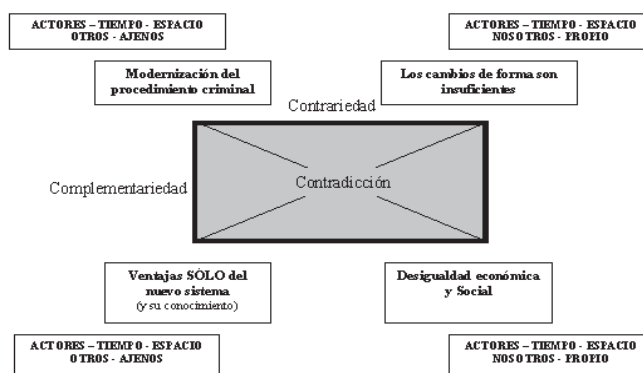 ACTORES – TIEMPO - ESPACIO
OTROS - AJENOS
ACTORES – TIEMPO - ESPACIO
NOSOTROS - PROPIO
Modernización del
procedimiento criminal
Los cambios de forma son
insuficientes
Contrariedad
Complementariedad
Contradicción
Ventajas SÓLO del
nuevo sistema
(y su conocimiento)
Desigualdad económica
y Social
ACTORES – TIEMPO - ESPACIO
OTROS - AJENOS
ACTORES – TIEMPO - ESPACIO
NOSOTROS - PROPIO